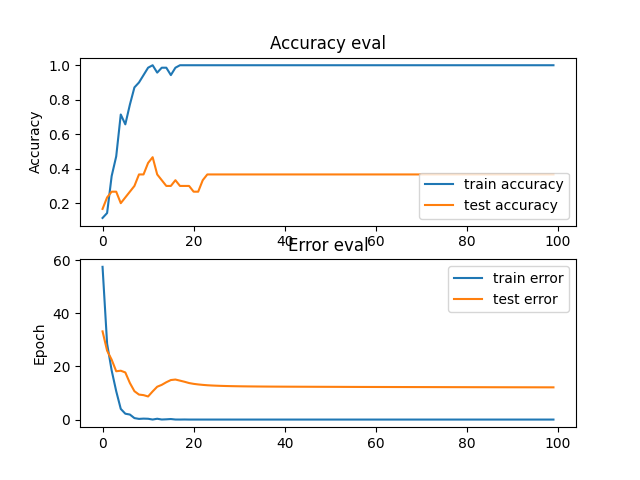 Accuracy eval
1.0
0.8
0.6
0.4
0.2
Accuracy
train accuracy
test accuracy
0 20 40 60 80 100
Error eval
60
40
20
0
Epoch
train error
test error
0 20 40 60 80 100